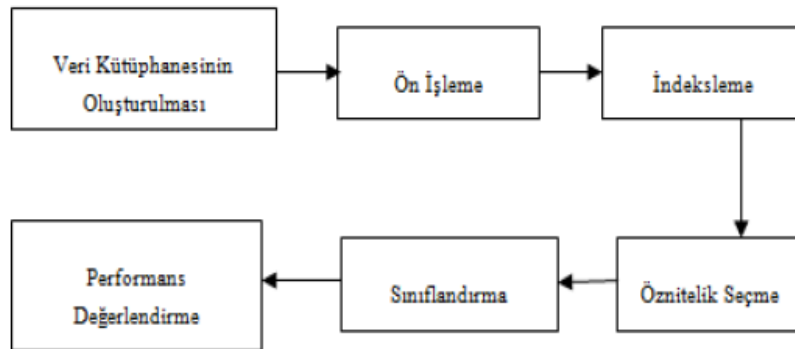 Veri Kütüphanesinin
Oluşturulması
Ön İşleme
İndeksleme
Öznitelik Seçme
Sınıflandırma
Performans
Değerlendirme